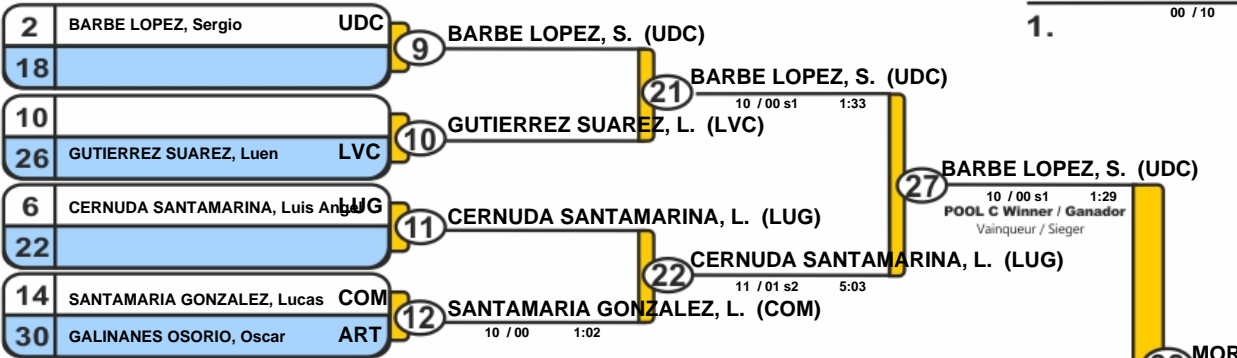 00 / 10
1.
2 BARBE LOPEZ, Sergio UDC
18
9 BARBE LOPEZ, S. (UDC)
21 BARBE LOPEZ, S. (UDC)
10 / 00 s1 1:33
10
26 GUTIERREZ SUAREZ, Luen LVC
10 GUTIERREZ SUAREZ, L. (LVC)
27 BARBE LOPEZ, S. (UDC)
10 / 00 s1 1:29
POOL C Winner / Ganador
Vainqueur / Sieger
6 CERNUDA SANTAMARINA, Luis Angel LUG
22
11 CERNUDA SANTAMARINA, L. (LUG)
22 CERNUDA SANTAMARINA, L. (LUG)
11 / 01 s2 5:03
14 SANTAMARIA GONZALEZ, Lucas COM
30 GALINANES OSORIO, Oscar ART
12 SANTAMARIA GONZALEZ, L. (COM)
10 / 00 1:02
MOR